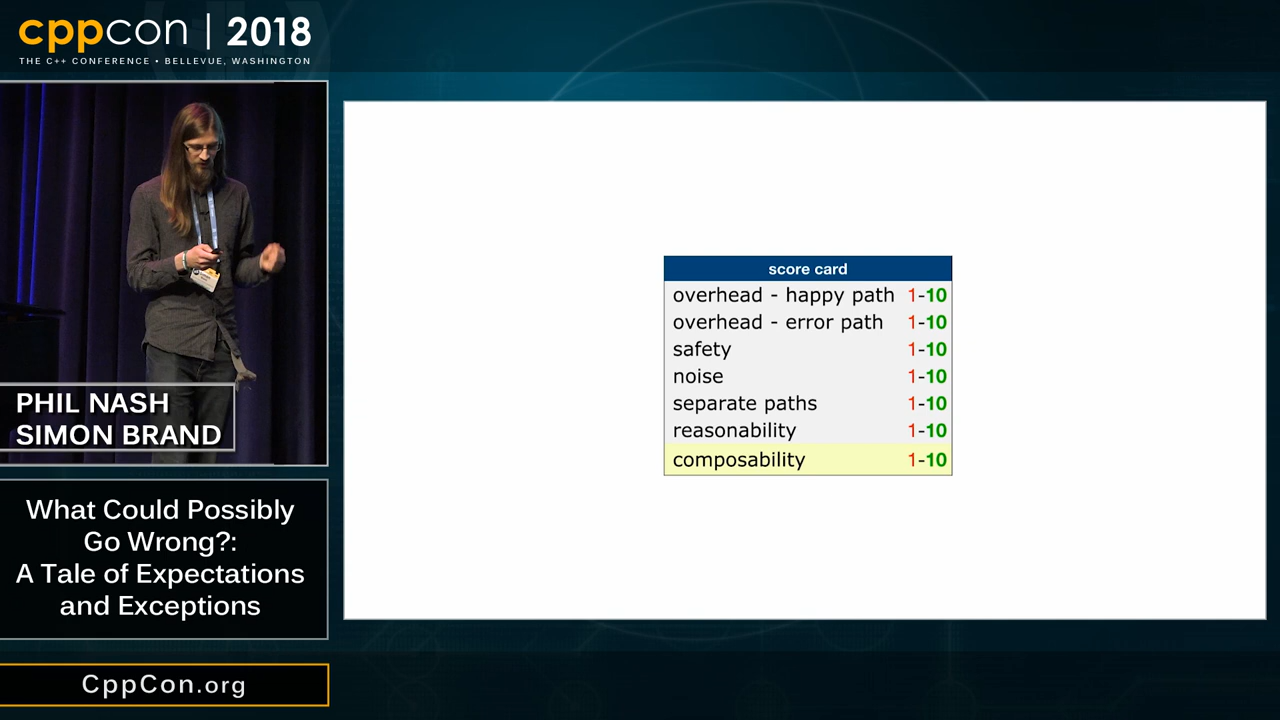 cppcon | 2018
THE C++ CONFERENCE • BELLEVUE, WASHINGTON
PHIL NASH
SIMON BRAND
What Could Possibly
Go Wrong?:
A Tale of Expectations
and Exceptions
CppCon.org
score card
overhead - happy path 1-10
overhead - error path 1-10
safety 1-10
noise 1-10
separate paths 1-10
reasonability 1-10
composability 1-10